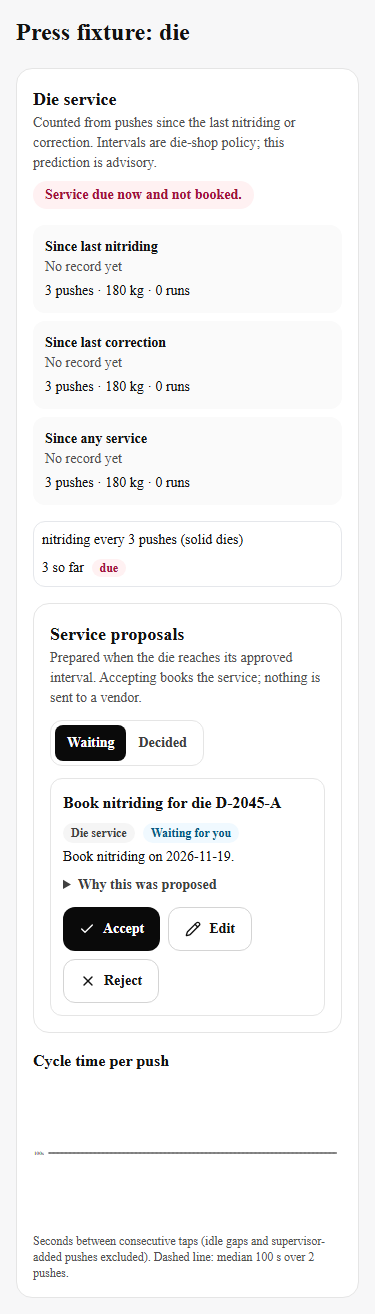 Press fixture: die
Die service
Counted from pushes since the last nitriding or
correction. Intervals are die-shop policy; this
prediction is advisory.
Service due now and not booked.
Since last nitriding
No record yet
3 pushes · 180 kg · 0 runs
Since last correction
No record yet
3 pushes · 180 kg · 0 runs
Since any service
No record yet
3 pushes · 180 kg · 0 runs
nitriding every 3 pushes (solid dies)
3 so far due
Service proposals
Prepared when the die reaches its approved
interval. Accepting books the service; nothing is
sent to a vendor.
Waiting Decided
Book nitriding for die D-2045-A
Die service Waiting for you
Book nitriding on 2026-11-19.
Why this was proposed
Accept Edit
Reject
Cycle time per push
Seconds between consecutive taps (idle gaps and supervisor-
added pushes excluded). Dashed line: median 100 s over 2
pushes.